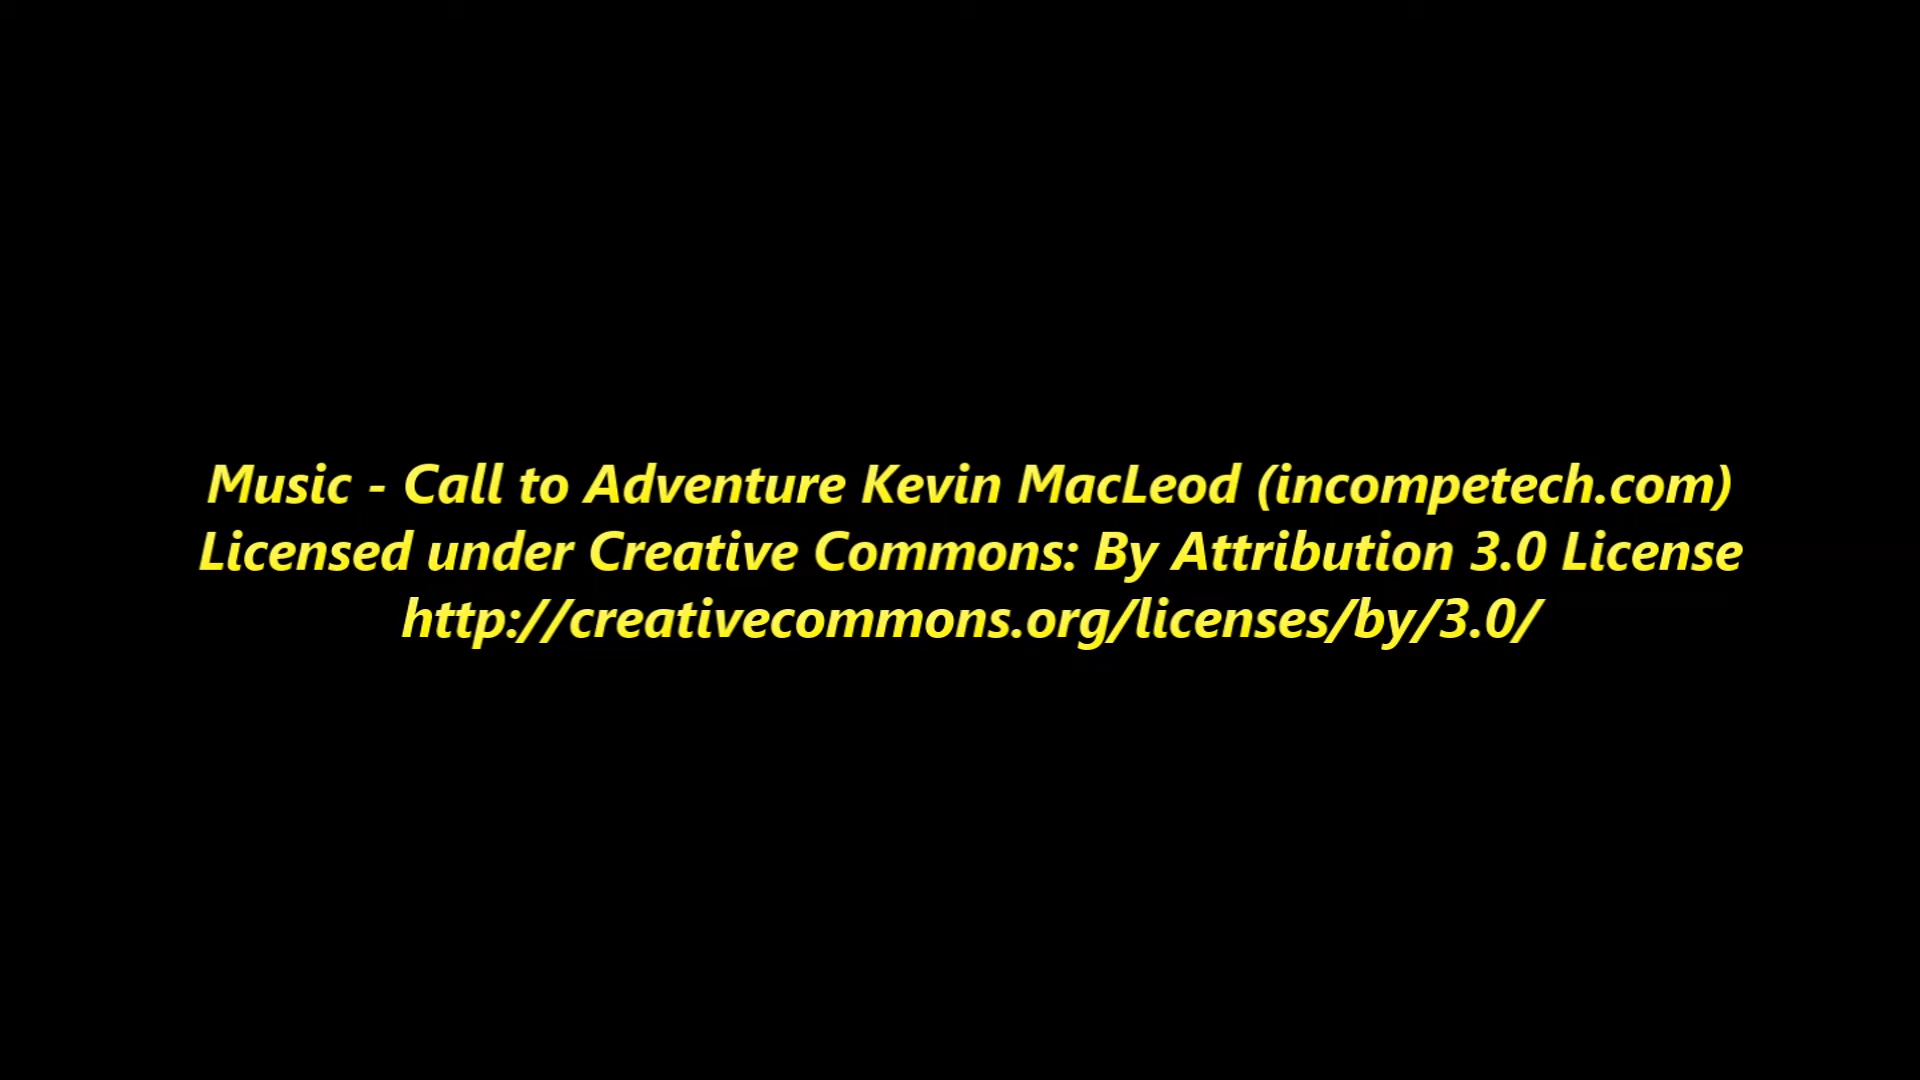 Music - Call to Adventure Kevin MacLeod (incompetech.com)
Licensed under Creative Commons: By Attribution 3.0 License
http://creativecommons.org/licenses/by/3.0/